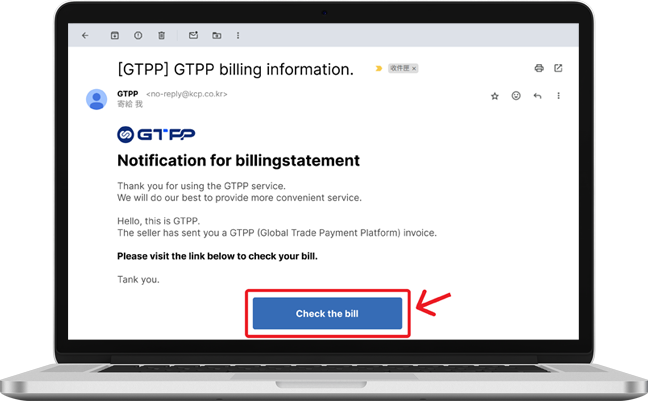 [GTPP] GTPP billing information.
收件匣 ×
GTPP <no-reply@kcp.co.kr>
寄給 我
GTPP
Notification for billingstatement
Thank you for using the GTPP service.
We will do our best to provide more convenient service.
Hello, this is GTPP.
The seller has sent you a GTPP (Global Trade Payment Platform) invoice.
Please visit the link below to check your bill.
Tank you.
Check the bill